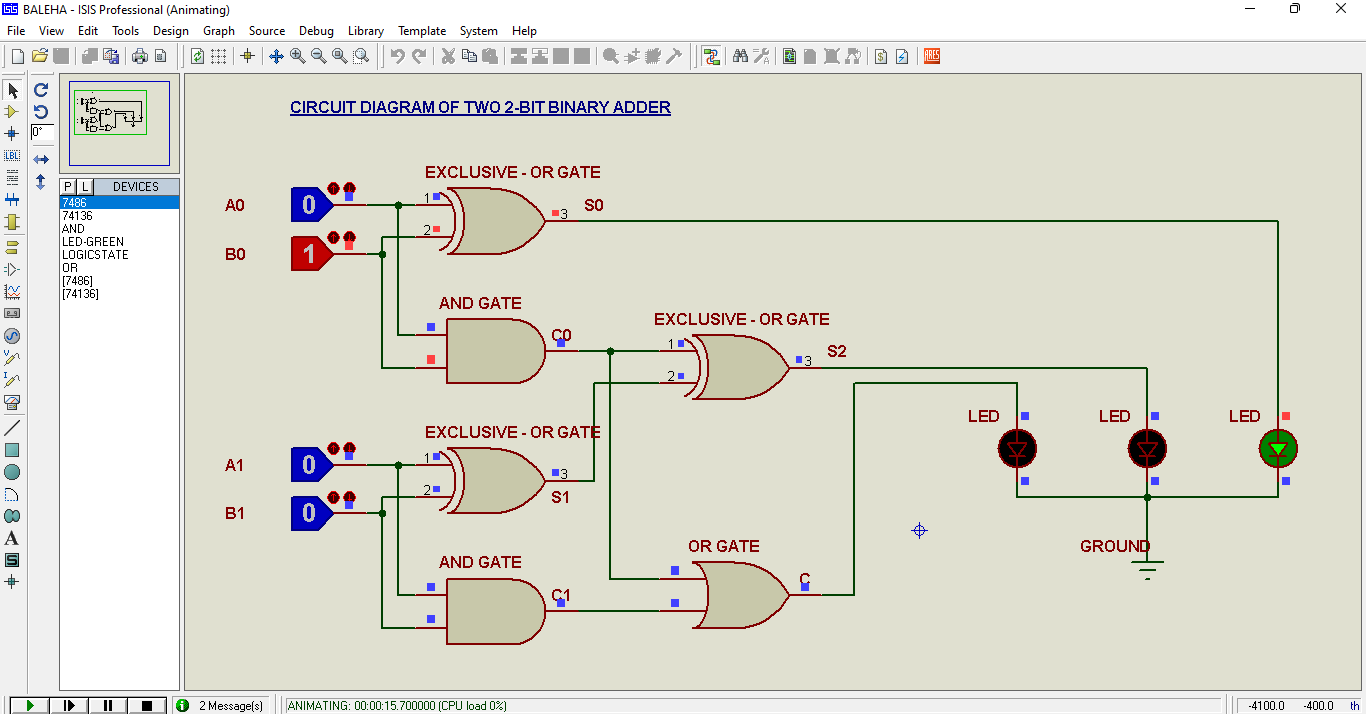 BALEHA - ISIS Professional (Animating)
File View Edit Tools Design Graph Source Debug Library Template System Help
LBL
0°
P L DEVICES
7486
74136
AND
LED-GREEN
LOGICSTATE
OR
[7486]
[74136]
CIRCUIT DIAGRAM OF TWO 2-BIT BINARY ADDER
EXCLUSIVE - OR GATE
A0 0 1 3 S0
B0 1 2
AND GATE
C0
EXCLUSIVE - OR GATE
1 3 S2
2
LED LED LED
EXCLUSIVE - OR GATE
A1 0 1 3
B1 0 2 S1
AND GATE
C1
OR GATE
C
GROUND
2 Message(s) ANIMATING: 00:00:15.700000 (CPU load 0%) -4100.0 -400.0 th